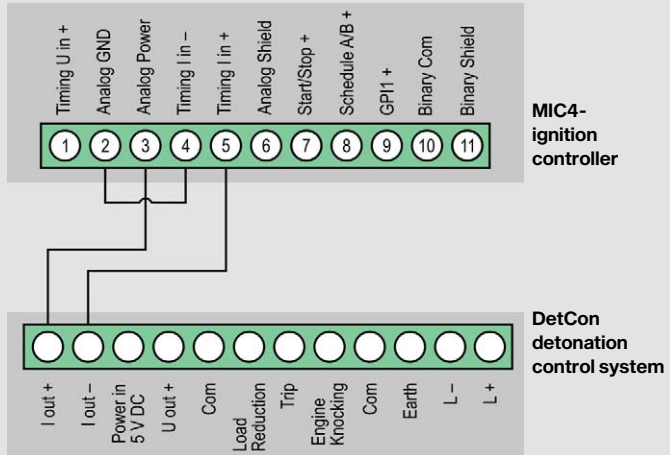 Timing U in +
Analog GND
Analog Power
Timing I in –
Timing I in +
Analog Shield
Start/Stop +
Schedule A/B +
GPI1 +
Binary Com
Binary Shield
1
2
3
4
5
6
7
8
9
10
11
MIC4-
ignition
controller
DetCon
detonation
control system
I out +
I out –
Power in
5 V DC
U out +
Com
Load
Reduction
Trip
Engine
Knocking
Com
Earth
L –
L +